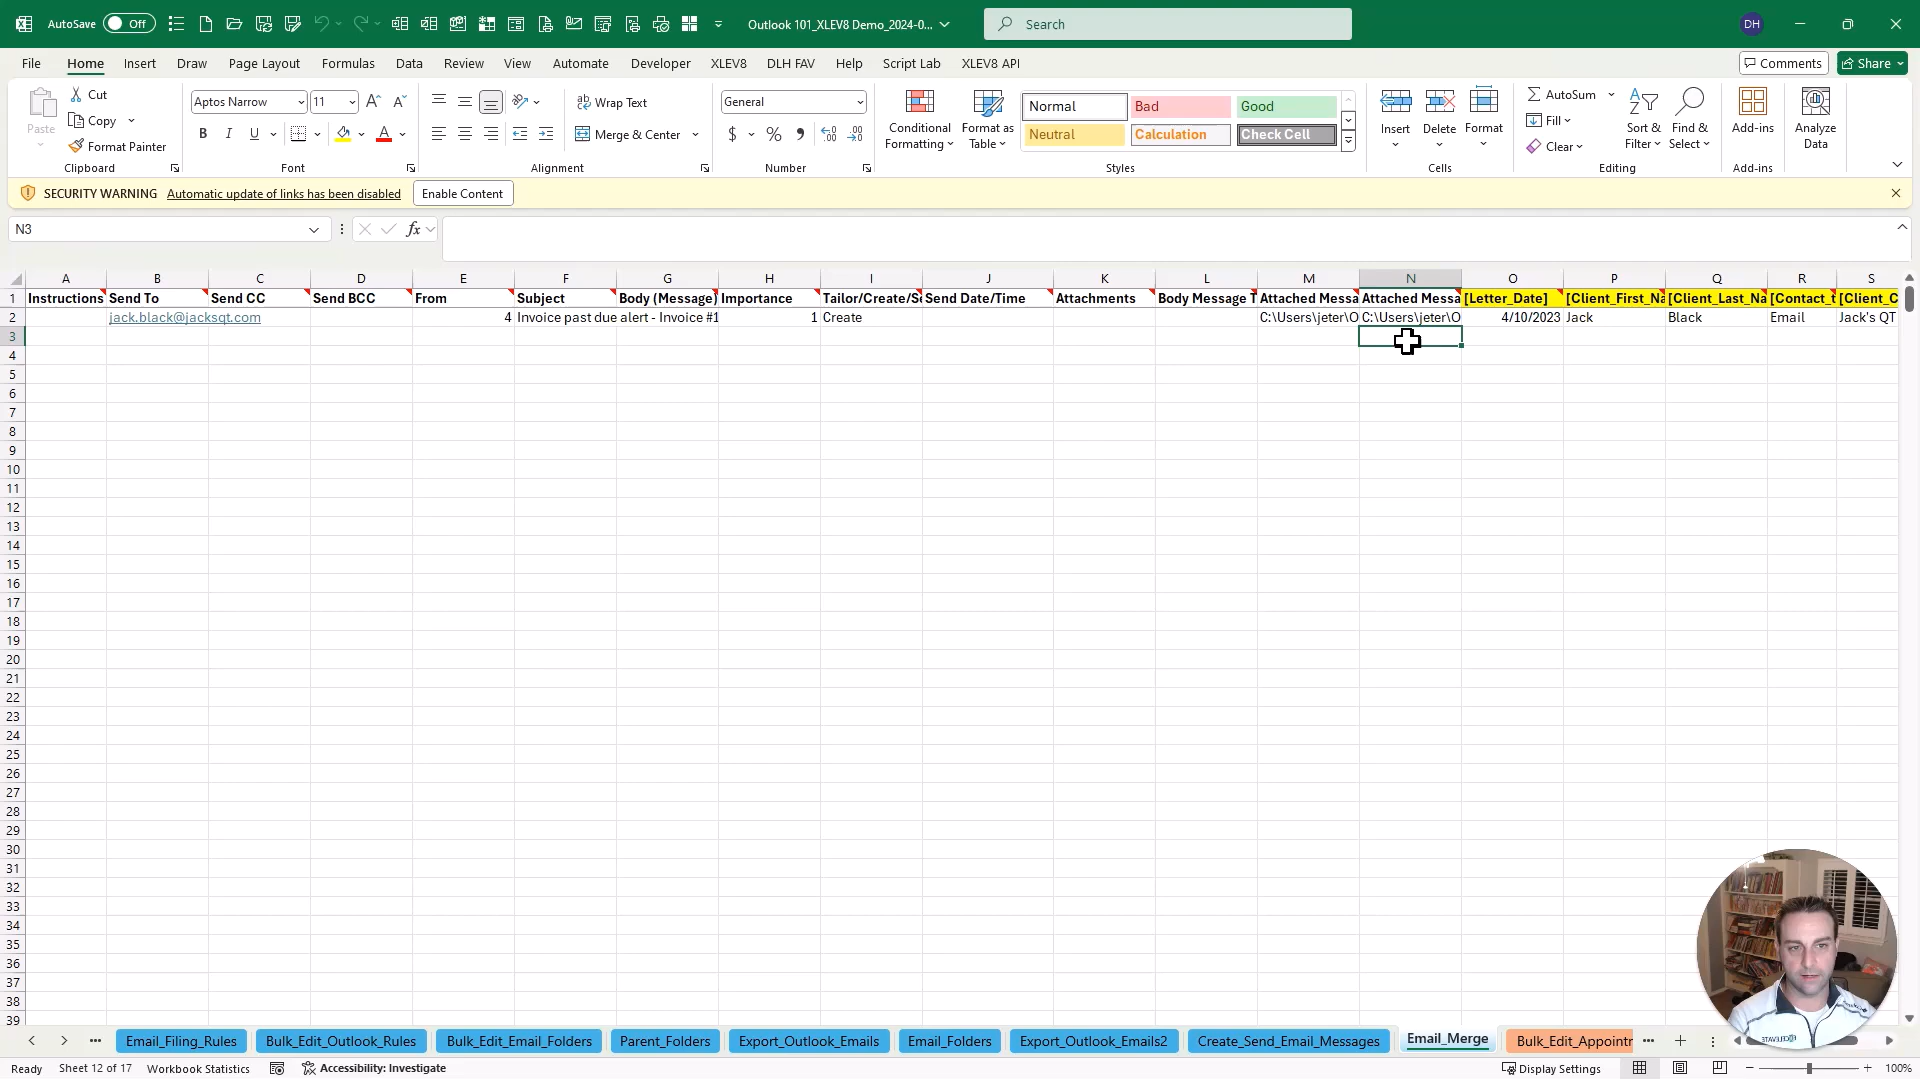 AutoSave Off Outlook 101_XLEV8 Demo_2024-0... Search DH
File Home Insert Draw Page Layout Formulas Data Review View Automate Developer XLEV8 DLH FAV Help Script Lab XLEV8 API Comments Share
Paste Cut Copy Format Painter
Clipboard
Aptos Narrow 11
B I U
Font
Wrap Text
Merge & Center
Alignment
General
$ %
Number
Conditional Formatting
Format as Table
Normal Bad Good
Neutral Calculation Check Cell
Styles
Insert Delete Format
Cells
AutoSum
Fill
Clear
Sort & Filter
Find & Select
Editing
Add-ins
Add-ins
Analyze Data
SECURITY WARNING Automatic update of links has been disabled Enable Content
N3 fx
A B C D E F G H I J K L M N O P Q R S
1 Instructions Send To Send CC Send BCC From Subject Body (Message) Importance Tailor/Create/Se Send Date/Time Attachments Body Message T Attached Messa Attached Messa [Letter_Date] [Client_First_Na [Client_Last_Na [Contact_t [Client_C
2 jack.black@jacksqt.com 4 Invoice past due alert - Invoice #1 1 Create C:\Users\jeter\O C:\Users\jeter\O 4/10/2023 Jack Black Email Jack's QT
3
4
5
6
7
8
9
10
11
12
13
14
15
16
17
18
19
20
21
22
23
24
25
26
27
28
29
30
31
32
33
34
35
36
37
38
39
Email_Filing_Rules Bulk_Edit_Outlook_Rules Bulk_Edit_Email_Folders Parent_Folders Export_Outlook_Emails Email_Folders Export_Outlook_Emails2 Create_Send_Email_Messages Email_Merge Bulk_Edit_Appointm
Ready Sheet 12 of 17 Workbook Statistics Accessibility: Investigate Display Settings 100%